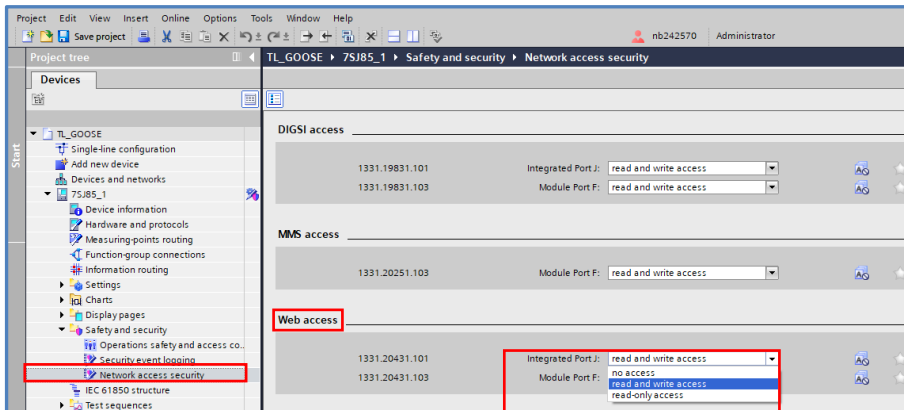 Project Edit View Insert Online Options Tools Window Help
Save project nb242570 Administrator
Project tree
TL_GOOSE 7SJ85_1 Safety and security Network access security
Devices
Start
TL_GOOSE
Single-line configuration
Add new device
Devices and networks
7SJ85_1
Device information
Hardware and protocols
Measuring-points routing
Function-group connections
Information routing
Settings
Charts
Display pages
Safety and security
Operations safety and access co..
Security event logging
Network access security
IEC 61850 structure
Test sequences
DIGSI access
1331.19831.101 Integrated Port J: read and write access
1331.19831.103 Module Port F: read and write access
MMS access
1331.20251.103 Module Port F: read and write access
Web access
1331.20431.101 Integrated Port J: read and write access
1331.20431.103 Module Port F:
no access
read and write access
read-only access